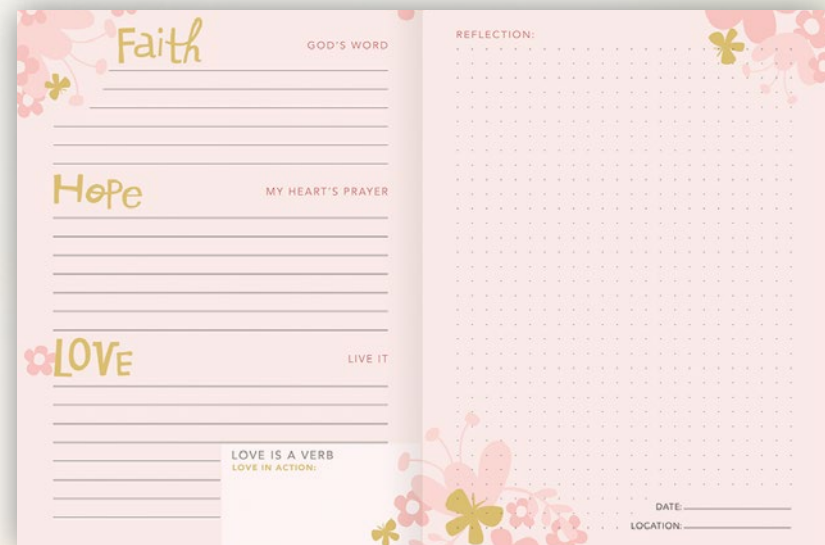 Faith
GOD'S WORD
Hope
MY HEART'S PRAYER
LOVE
LIVE IT
LOVE IS A VERB
LOVE IN ACTION:
REFLECTION:
DATE:
LOCATION: